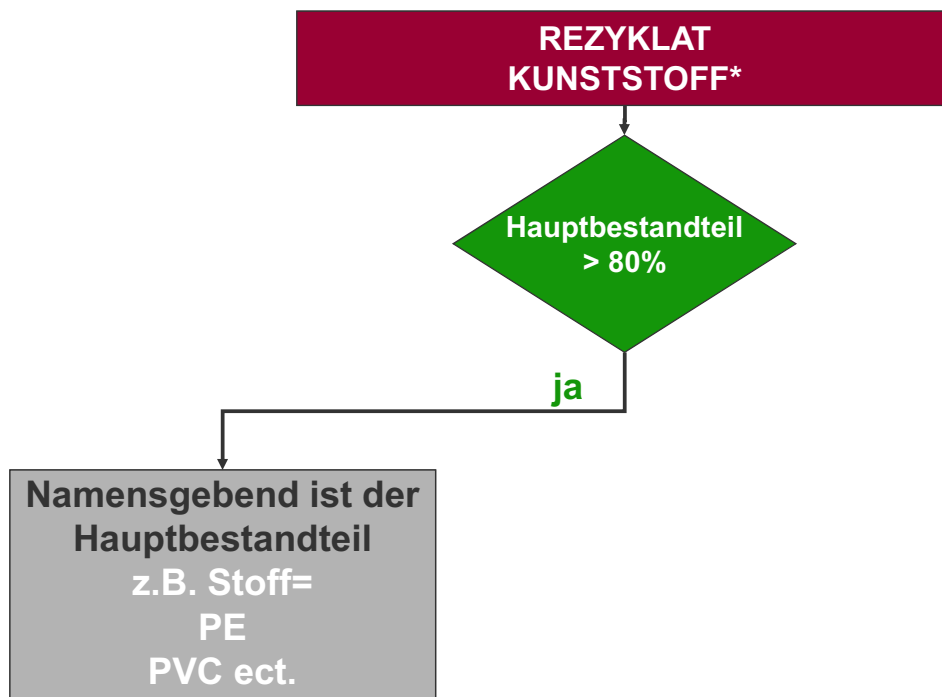 REZYKLAT
KUNSTSTOFF*
Hauptbestandteil
> 80%
ja
Namensgebend ist der
Hauptbestandteil
z.B. Stoff=
PE
PVC ect.